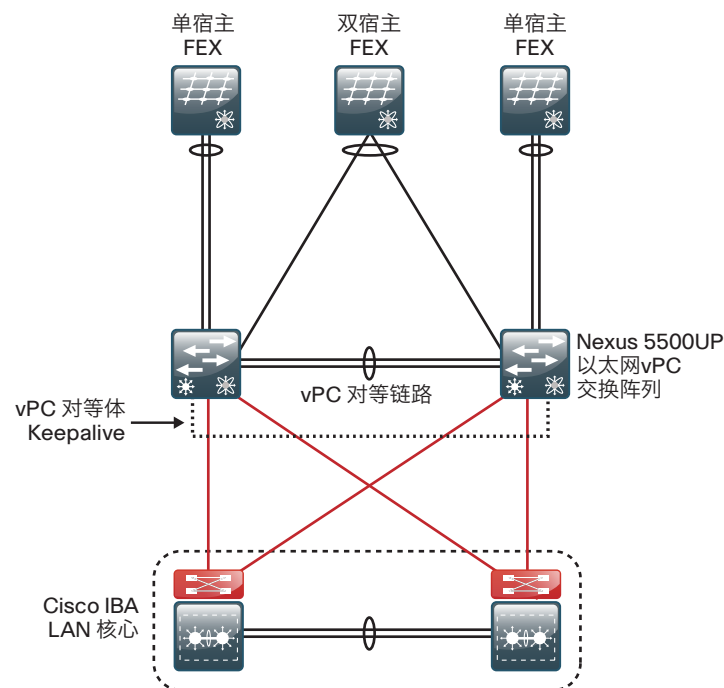 单宿主
FEX
双宿主
FEX
单宿主
FEX
Nexus 5500UP
以太网vPC
交换阵列
vPC 对等链路
vPC 对等体
Keepalive
Cisco IBA
LAN 核心